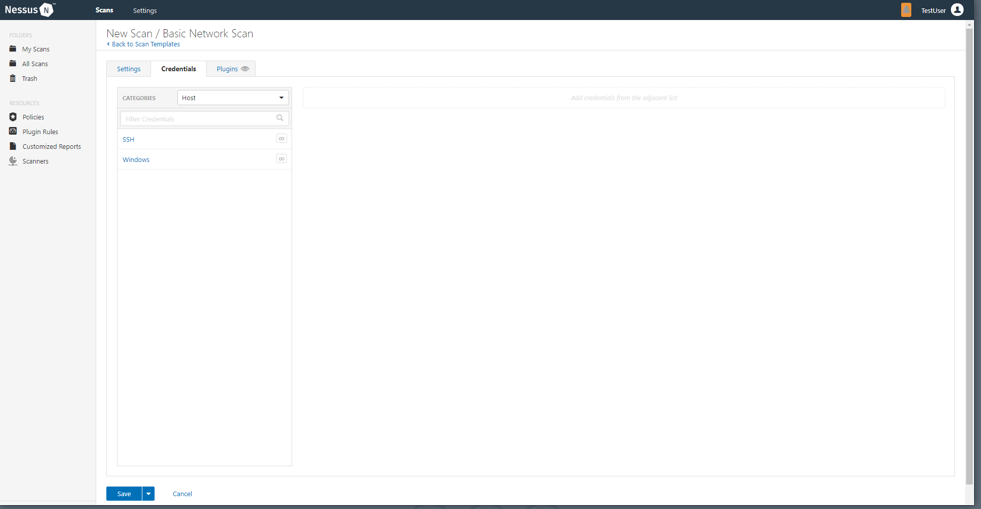 Nessus N
Scans
Settings
TestUser
FOLDERS
My Scans
All Scans
Trash
RESOURCES
Policies
Plugin Rules
Customized Reports
Scanners
New Scan / Basic Network Scan
Back to Scan Templates
Settings
Credentials
Plugins
CATEGORIES
Host
Filter Credentials
SSH
∞
Windows
∞
Add credentials from the adjacent list
Save
Cancel